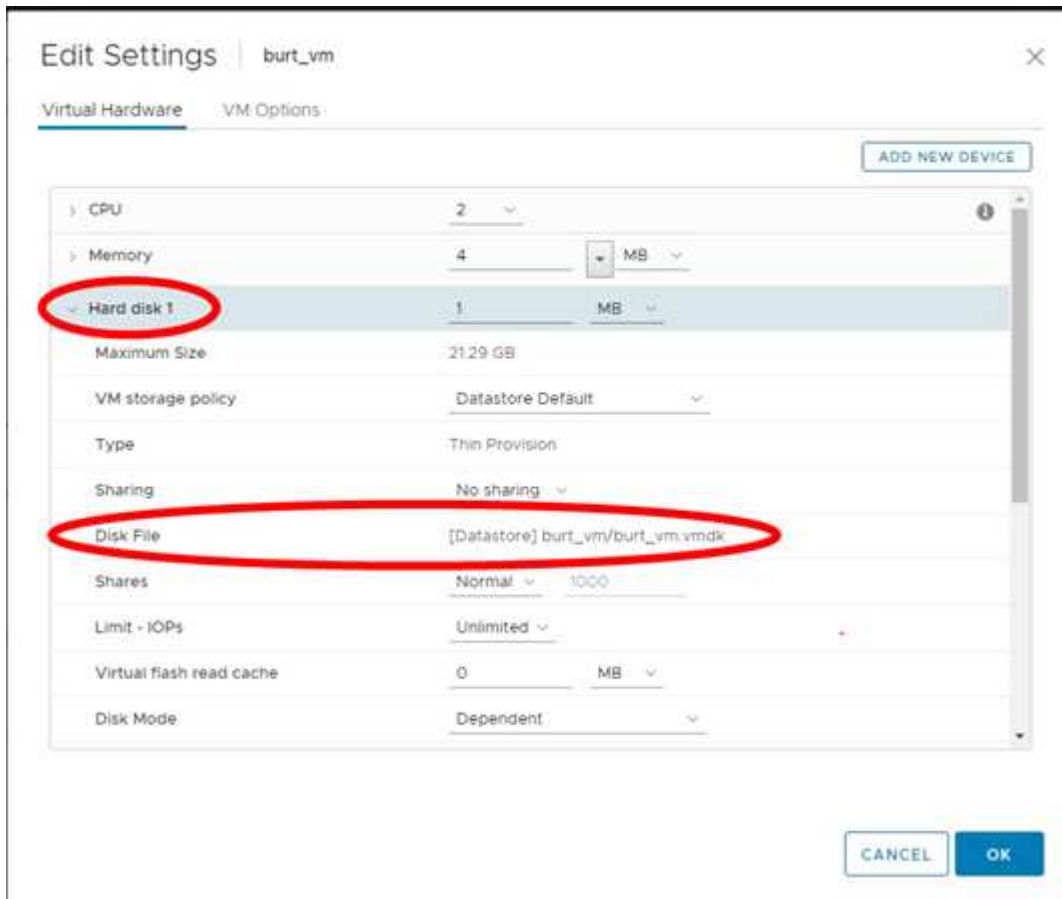 Edit Settings burt_vm
Virtual Hardware VM Options
ADD NEW DEVICE
CPU 2
Memory 4 MB
Hard disk 1 1 MB
Maximum Size 21.29 GB
VM storage policy Datastore Default
Type Thin Provision
Sharing No sharing
Disk File [Datastore] burt_vm/burt_vm.vmdk
Shares Normal 1000
Limit - IOPs Unlimited
Virtual flash read cache 0 MB
Disk Mode Dependent
CANCEL OK